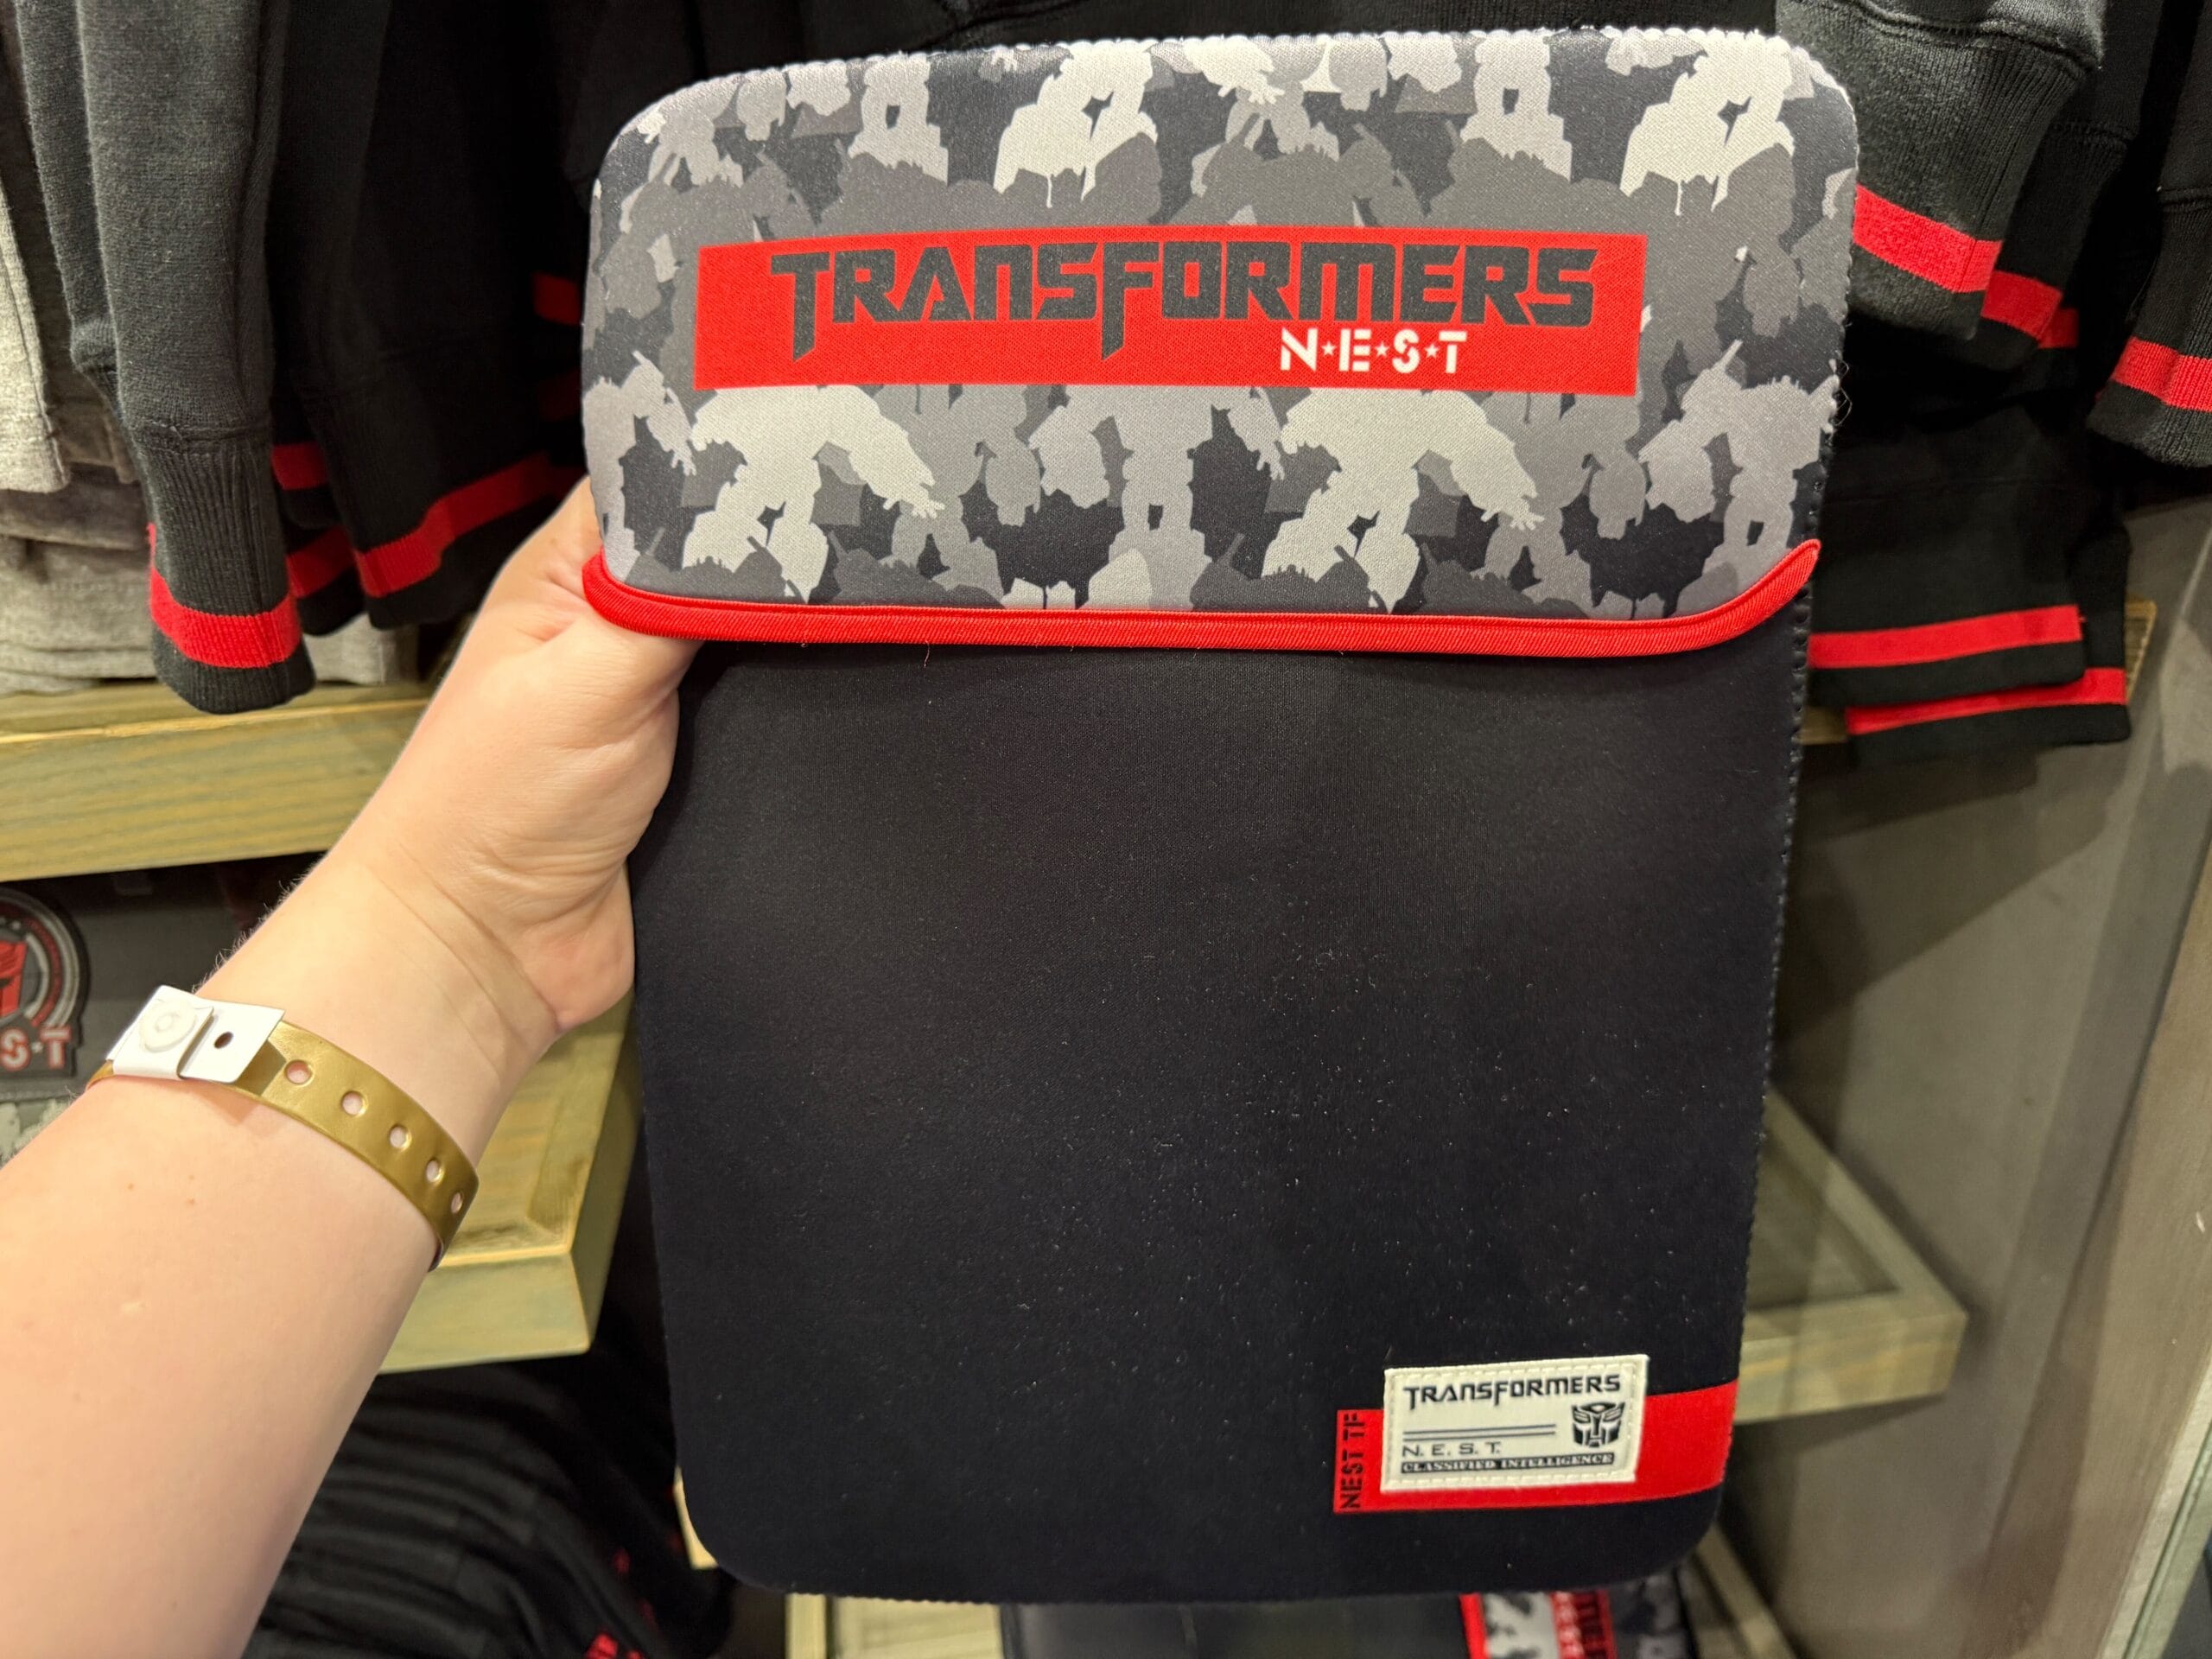 TRANSFORMERS
N★E★S★T
TRANSFORMERS
N. E. S. T.
CLASSIFIED INTELLIGENCE
NEST TF
S★T